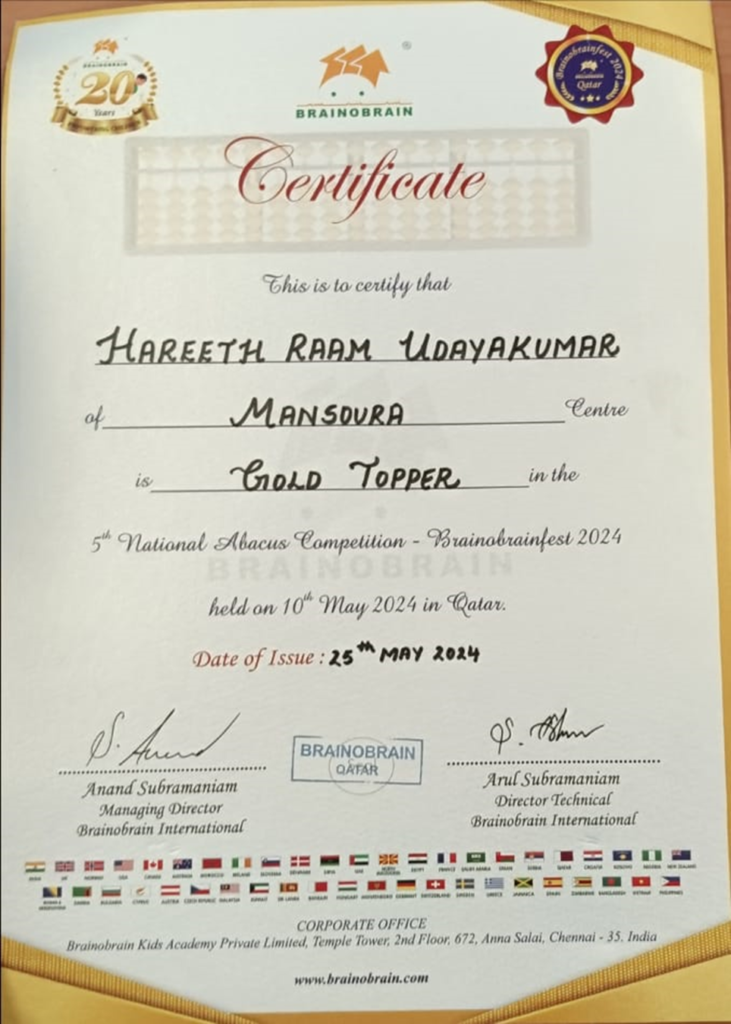 BRAINOBRAIN
20
Years
®
BRAINOBRAIN
Brainobrainfest 2024
Qatar
Certificate
This is to certify that
HAREETH RAAM UDAYAKUMAR
of MANSOURA Centre
is GOLD TOPPER in the
5th National Abacus Competition - Brainobrainfest 2024
BRAINOBRAIN
held on 10th May 2024 in Qatar.
Date of Issue : 25th MAY 2024
S. Anand
BRAINOBRAIN
QATAR
Anand Subramaniam
Managing Director
Brainobrain International
Arul Subramaniam
Director Technical
Brainobrain International
CORPORATE OFFICE
Brainobrain Kids Academy Private Limited, Temple Tower, 2nd Floor, 672, Anna Salai, Chennai - 35. India
www.brainobrain.com